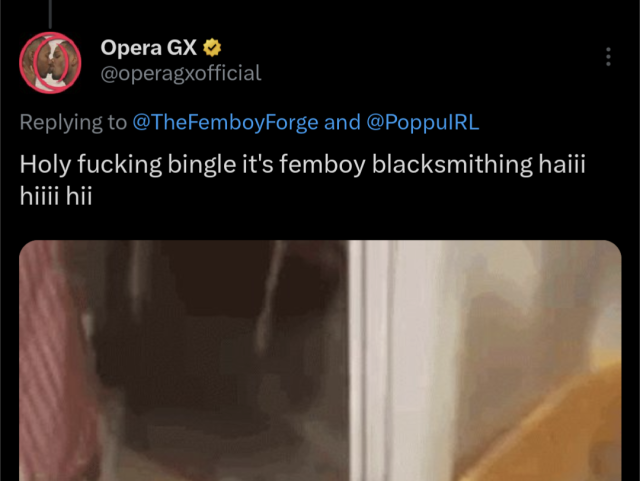 Opera GX
@operagxofficial
Replying to @TheFemboyForge and @PoppuIRL
Holy fucking bingle it's femboy blacksmithing haiii
hiiii hii